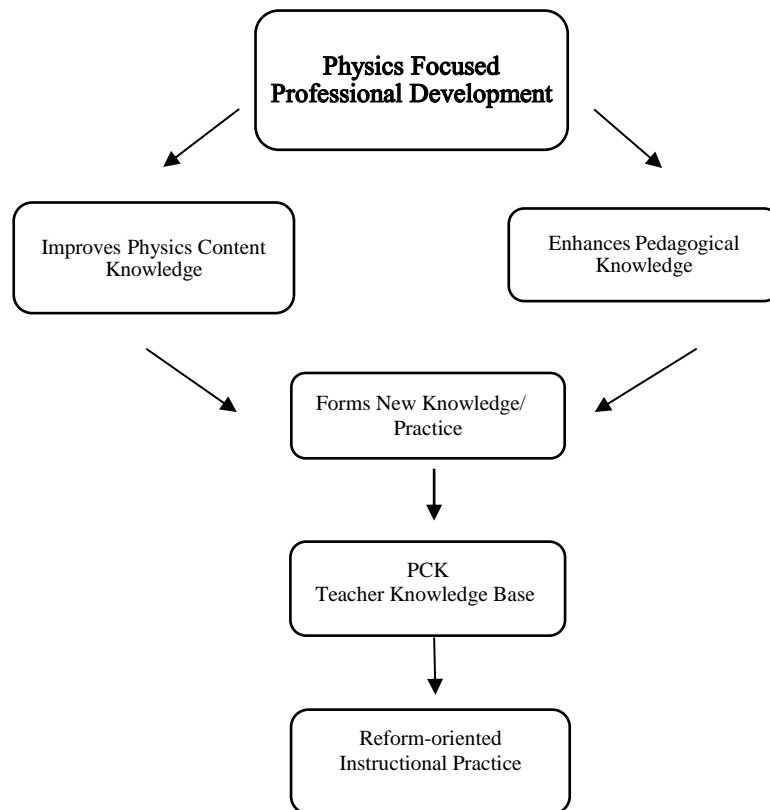 Physics Focused
Professional Development
Improves Physics Content
Knowledge
Enhances Pedagogical
Knowledge
Forms New Knowledge/
Practice
PCK
Teacher Knowledge Base
Reform-oriented
Instructional Practice